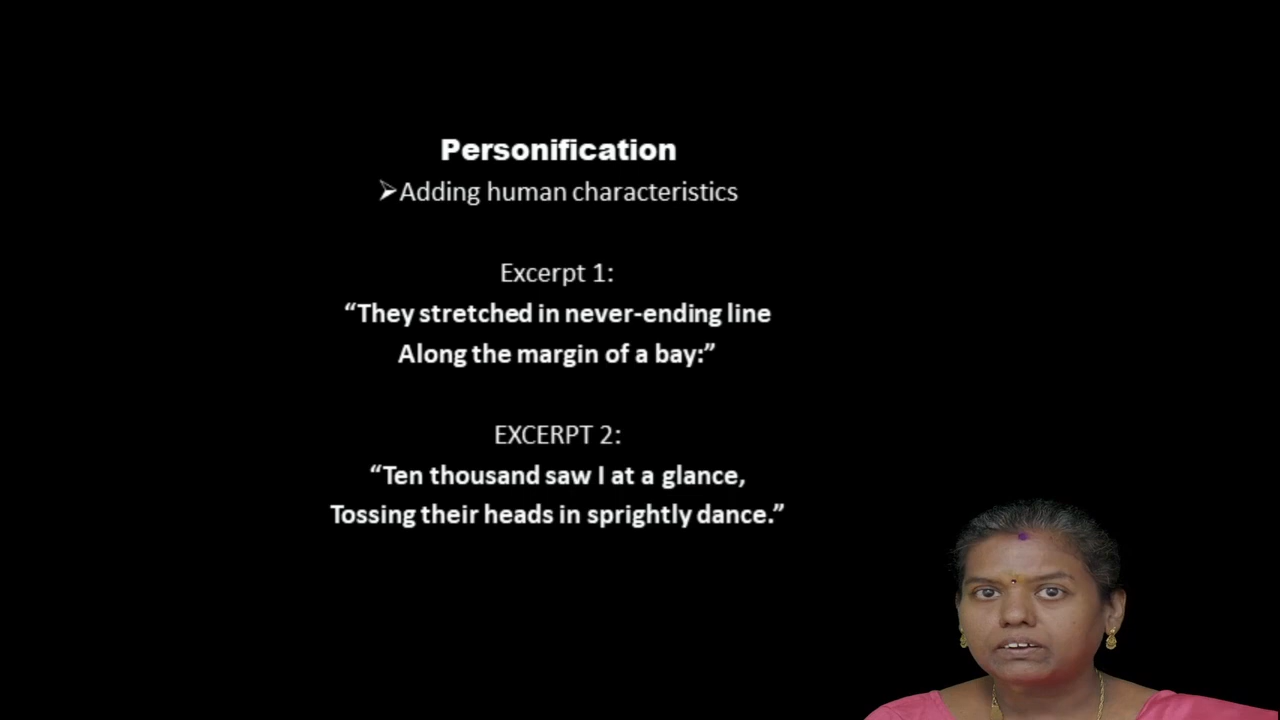 Personification
➢Adding human characteristics
Excerpt 1:
“They stretched in never-ending line
Along the margin of a bay:”
EXCERPT 2:
“Ten thousand saw I at a glance,
Tossing their heads in sprightly dance.”